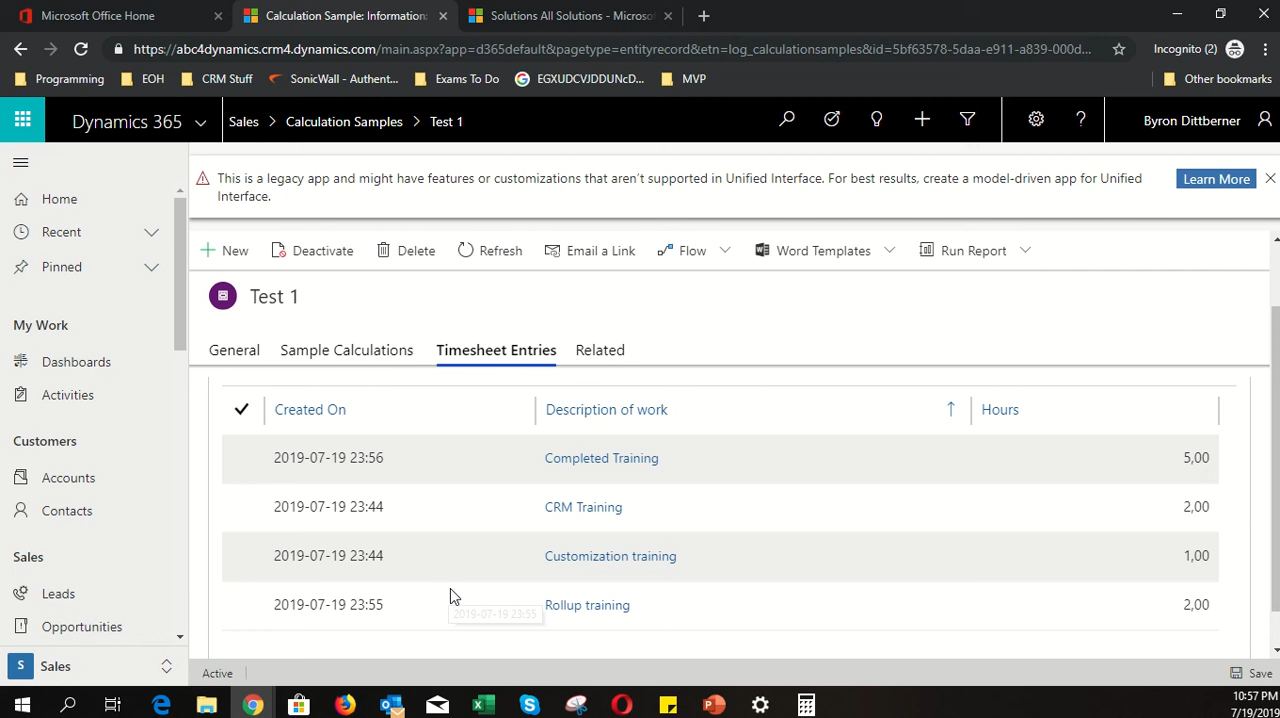 Microsoft Office Home
Calculation Sample: Information:
Solutions All Solutions - Microso
https://abc4dynamics.crm4.dynamics.com/main.aspx?app=d365default&pagetype=entityrecord&etn=log_calculationsamples&id=5bf63578-5daa-e911-a839-000d...
Incognito (2)
Programming
EOH
CRM Stuff
SonicWall - Authent...
Exams To Do
EGXUDCVJDDUNcD...
MVP
Other bookmarks
Dynamics 365
Sales > Calculation Samples > Test 1
Byron Dittberner
This is a legacy app and might have features or customizations that aren't supported in Unified Interface. For best results, create a model-driven app for Unified
Interface.
Learn More
Home
Recent
Pinned
My Work
Dashboards
Activities
Customers
Accounts
Contacts
Sales
Leads
Opportunities
S Sales
New
Deactivate
Delete
Refresh
Email a Link
Flow
Word Templates
Run Report
Test 1
General
Sample Calculations
Timesheet Entries
Related
Created On Description of work Hours
2019-07-19 23:56 Completed Training 5,00
2019-07-19 23:44 CRM Training 2,00
2019-07-19 23:44 Customization training 1,00
2019-07-19 23:55 Rollup training 2,00
2019-07-19 23:55
Active
Save
10:57 PM
7/19/2019